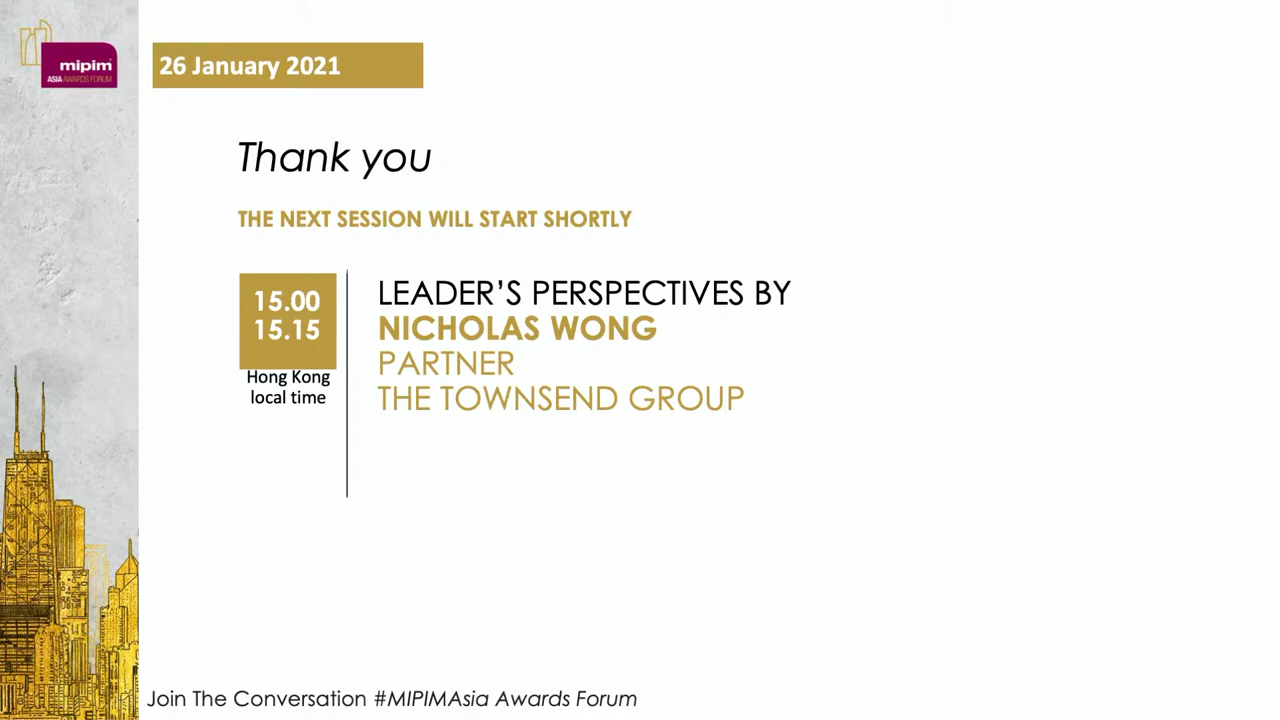 mipim
ASIA AWARDS FORUM
26 January 2021
Thank you
THE NEXT SESSION WILL START SHORTLY
15.00
15.15
Hong Kong
local time
LEADER’S PERSPECTIVES BY
NICHOLAS WONG
PARTNER
THE TOWNSEND GROUP
Join The Conversation #MIPIMAsia Awards Forum